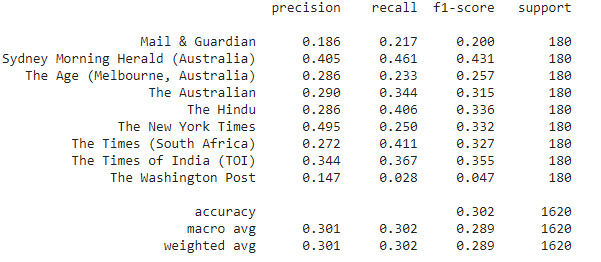 precision recall f1-score support
Mail & Guardian 0.186 0.217 0.200 180
Sydney Morning Herald (Australia) 0.405 0.461 0.431 180
The Age (Melbourne, Australia) 0.286 0.233 0.257 180
The Australian 0.290 0.344 0.315 180
The Hindu 0.286 0.406 0.336 180
The New York Times 0.495 0.250 0.332 180
The Times (South Africa) 0.272 0.411 0.327 180
The Times of India (TOI) 0.344 0.367 0.355 180
The Washington Post 0.147 0.028 0.047 180
accuracy 0.302 1620
macro avg 0.301 0.302 0.289 1620
weighted avg 0.301 0.302 0.289 1620